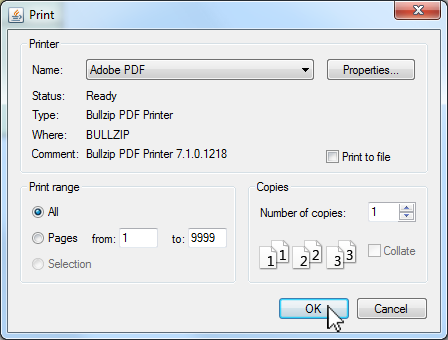 Print
Printer
Name: Adobe PDF Properties...
Status: Ready
Type: Bullzip PDF Printer
Where: BULLZIP
Comment: Bullzip PDF Printer 7.1.0.1218
Print to file
Print range
All
Pages from: 1 to: 9999
Selection
Copies
Number of copies: 1
1 1 2 2 3 3
Collate
OK Cancel